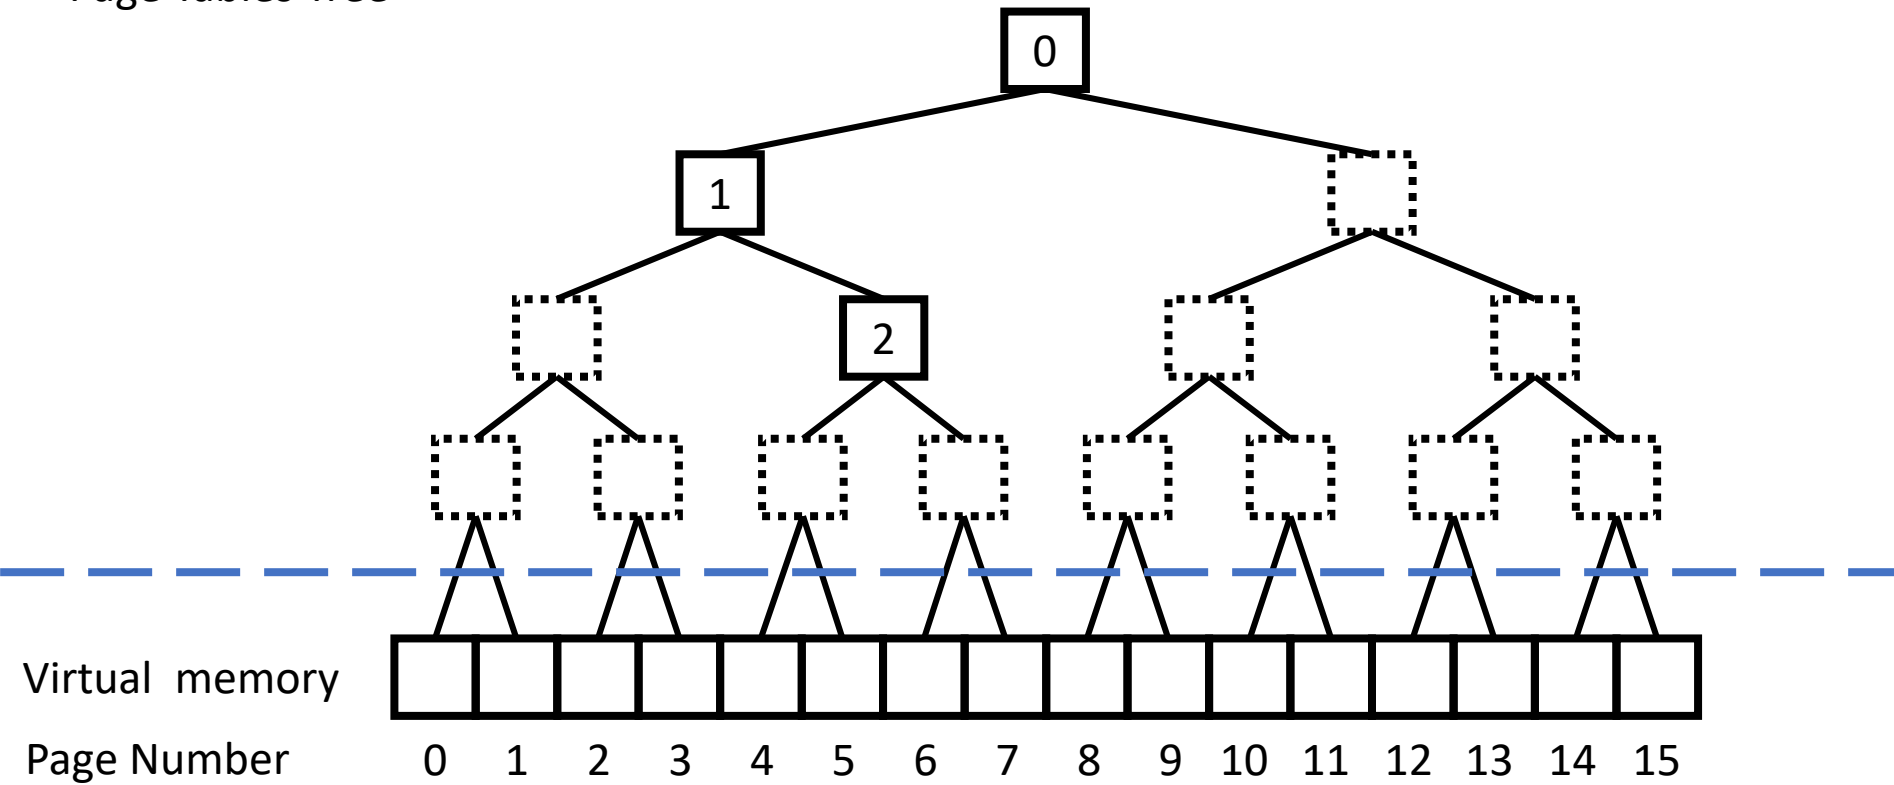 Page Tables Tree
0
1
2
Virtual memory
Page Number 0 1 2 3 4 5 6 7 8 9 10 11 12 13 14 15